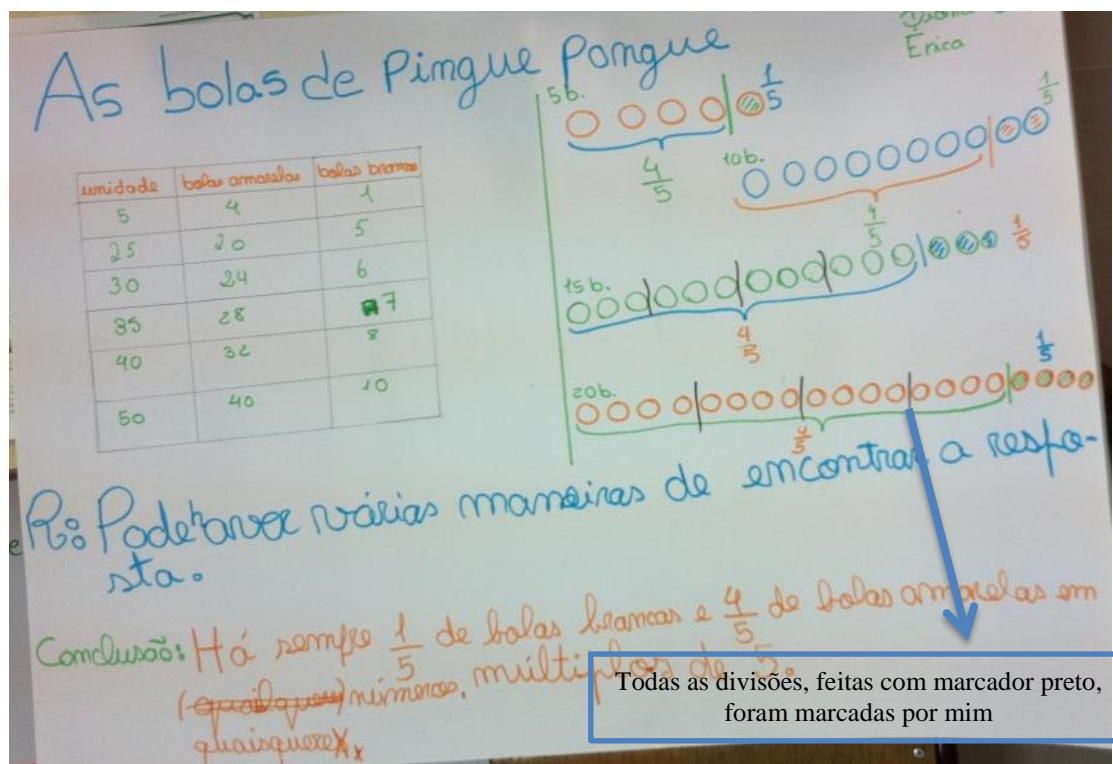 As bolas de Pingue Pongue
Érica
unidade bolas amarelas bolas brancas
5 4 1
25 20 5
30 24 6
35 28 7
40 32 8
50 40 10
5b.
1/5
4/5
10b.
1/5
4/5
15b.
1/5
4/5
20b.
1/5
4/5
R: Pode haver várias maneiras de encontrar a respo-
sta.
Conclusão: Há sempre 1/5 de bolas brancas e 4/5 de bolas amarelas em
números, múltiplos de 5.
quaisquer
Todas as divisões, feitas com marcador preto,
foram marcadas por mim